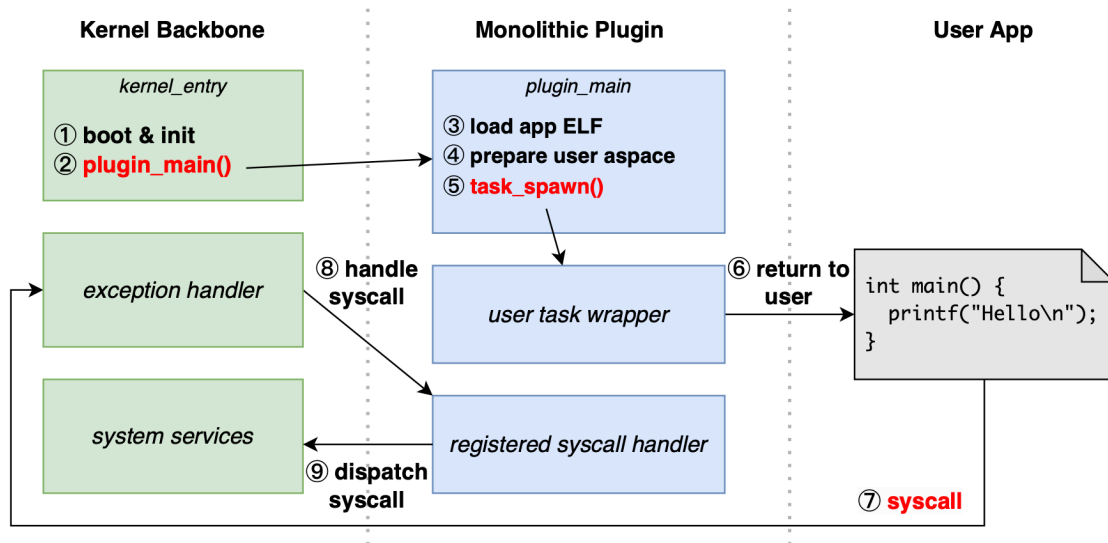 Kernel Backbone
Monolithic Plugin
User App
kernel_entry
① boot & init
② plugin_main()
plugin_main
③ load app ELF
④ prepare user aspace
⑤ task_spawn()
exception handler
⑧ handle
syscall
user task wrapper
⑥ return to
user
int main() {
  printf("Hello\n");
}
system services
⑨ dispatch
syscall
registered syscall handler
⑦ syscall